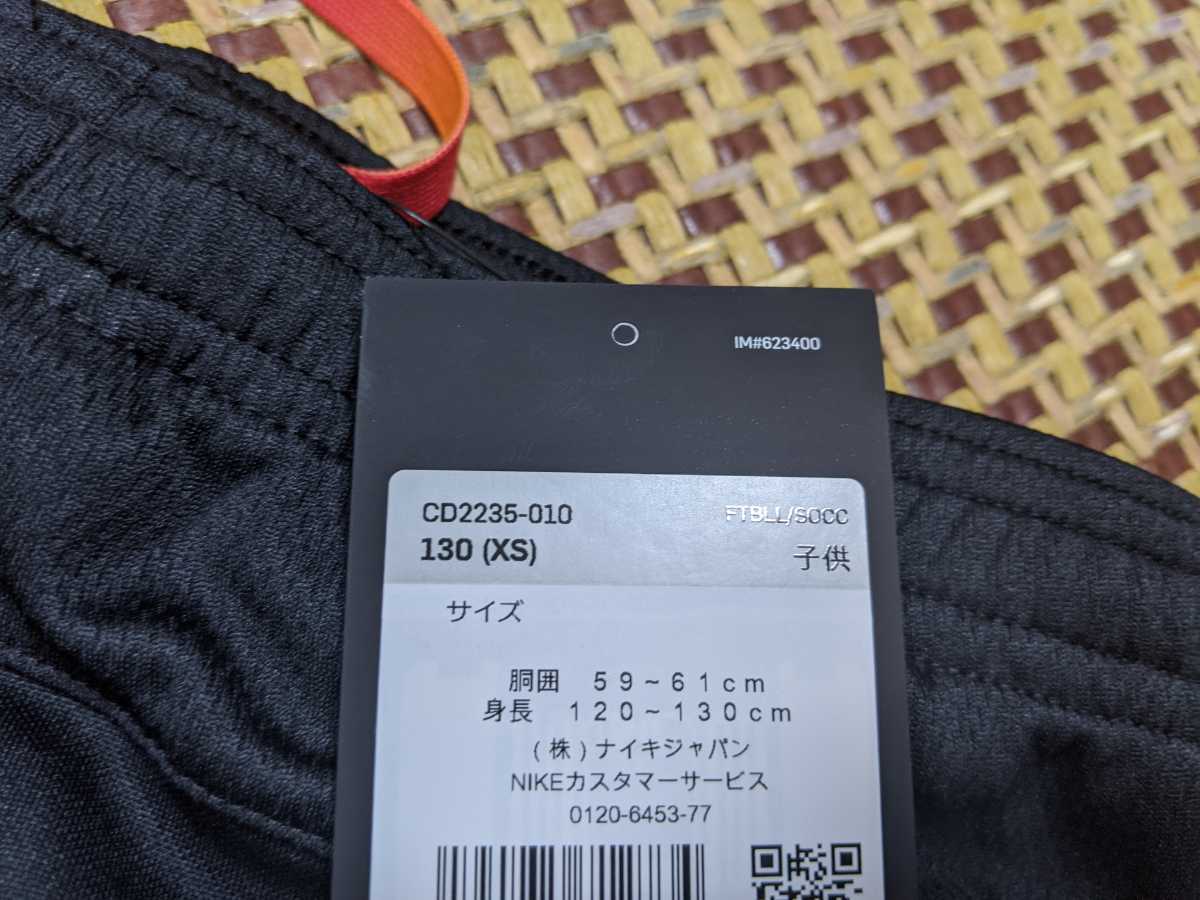 IM#623400
CD2235-010 FTBLL/SOCC
130 (XS) 子供
サイズ
胴囲 59~61cm
身長 120~130cm
(株)ナイキジャパン
NIKEカスタマーサービス
0120-6453-77